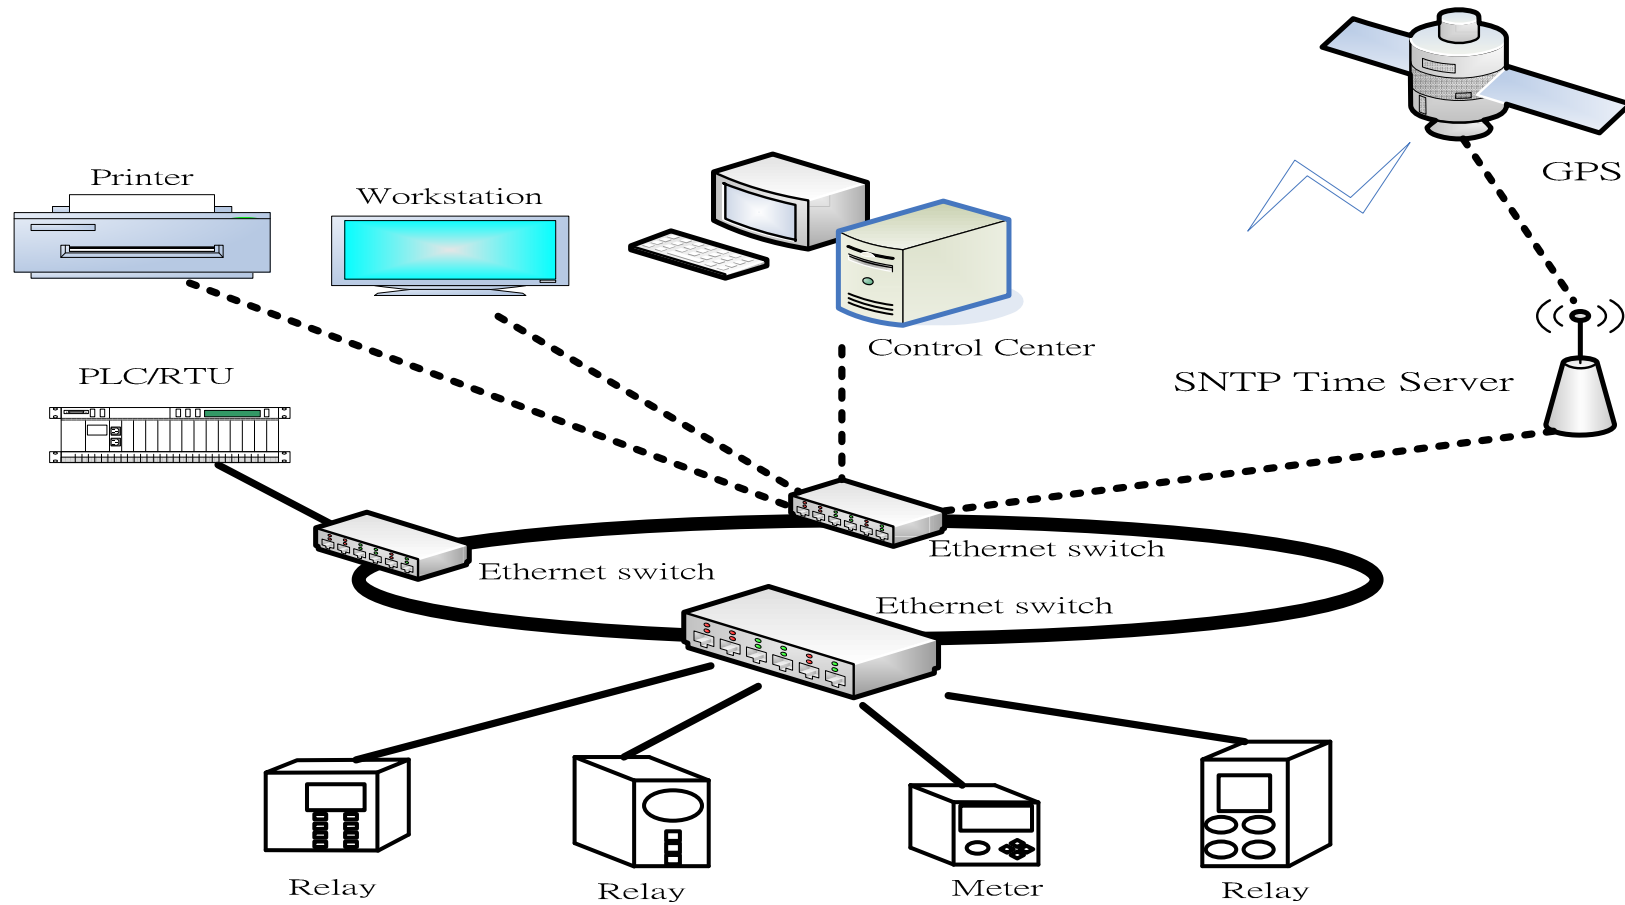 GPS
Printer
Workstation
Control Center
PLC/RTU
SNTP Time Server
Ethernet switch
Ethernet switch
Ethernet switch
Relay
Relay
Meter
Relay